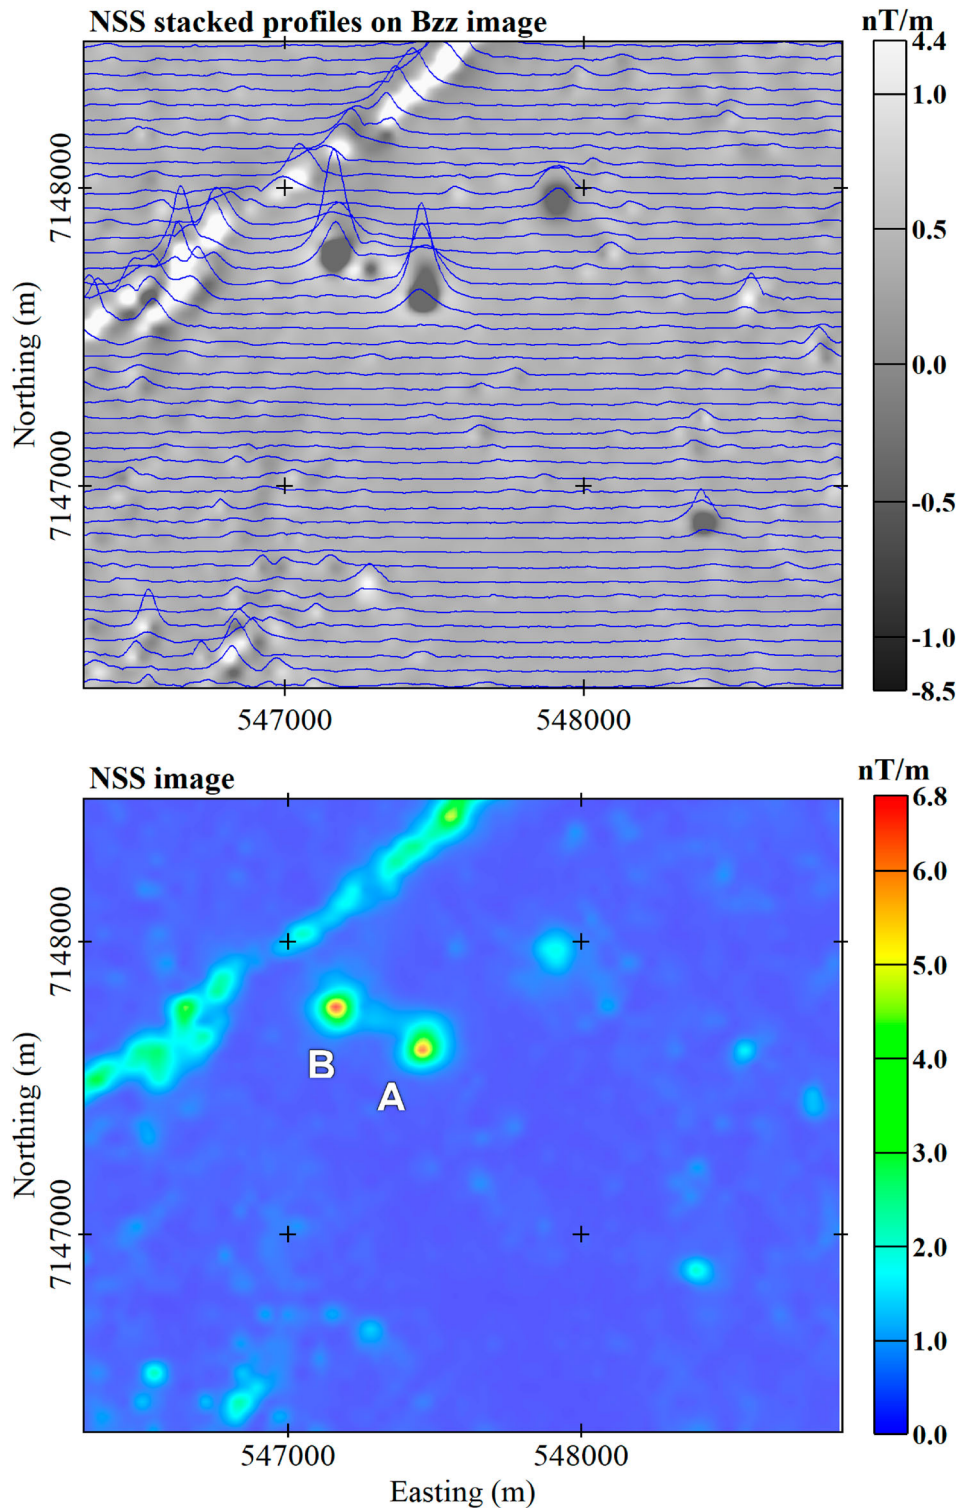 NSS stacked profiles on Bzz image
nT/m
4.4
1.0
0.5
0.0
-0.5
-1.0
-8.5
Northing (m)
7148000
7147000
547000 548000
NSS image
nT/m
6.8
6.0
5.0
4.0
3.0
2.0
1.0
0.0
Northing (m)
7148000
7147000
B
A
547000 548000
Easting (m)